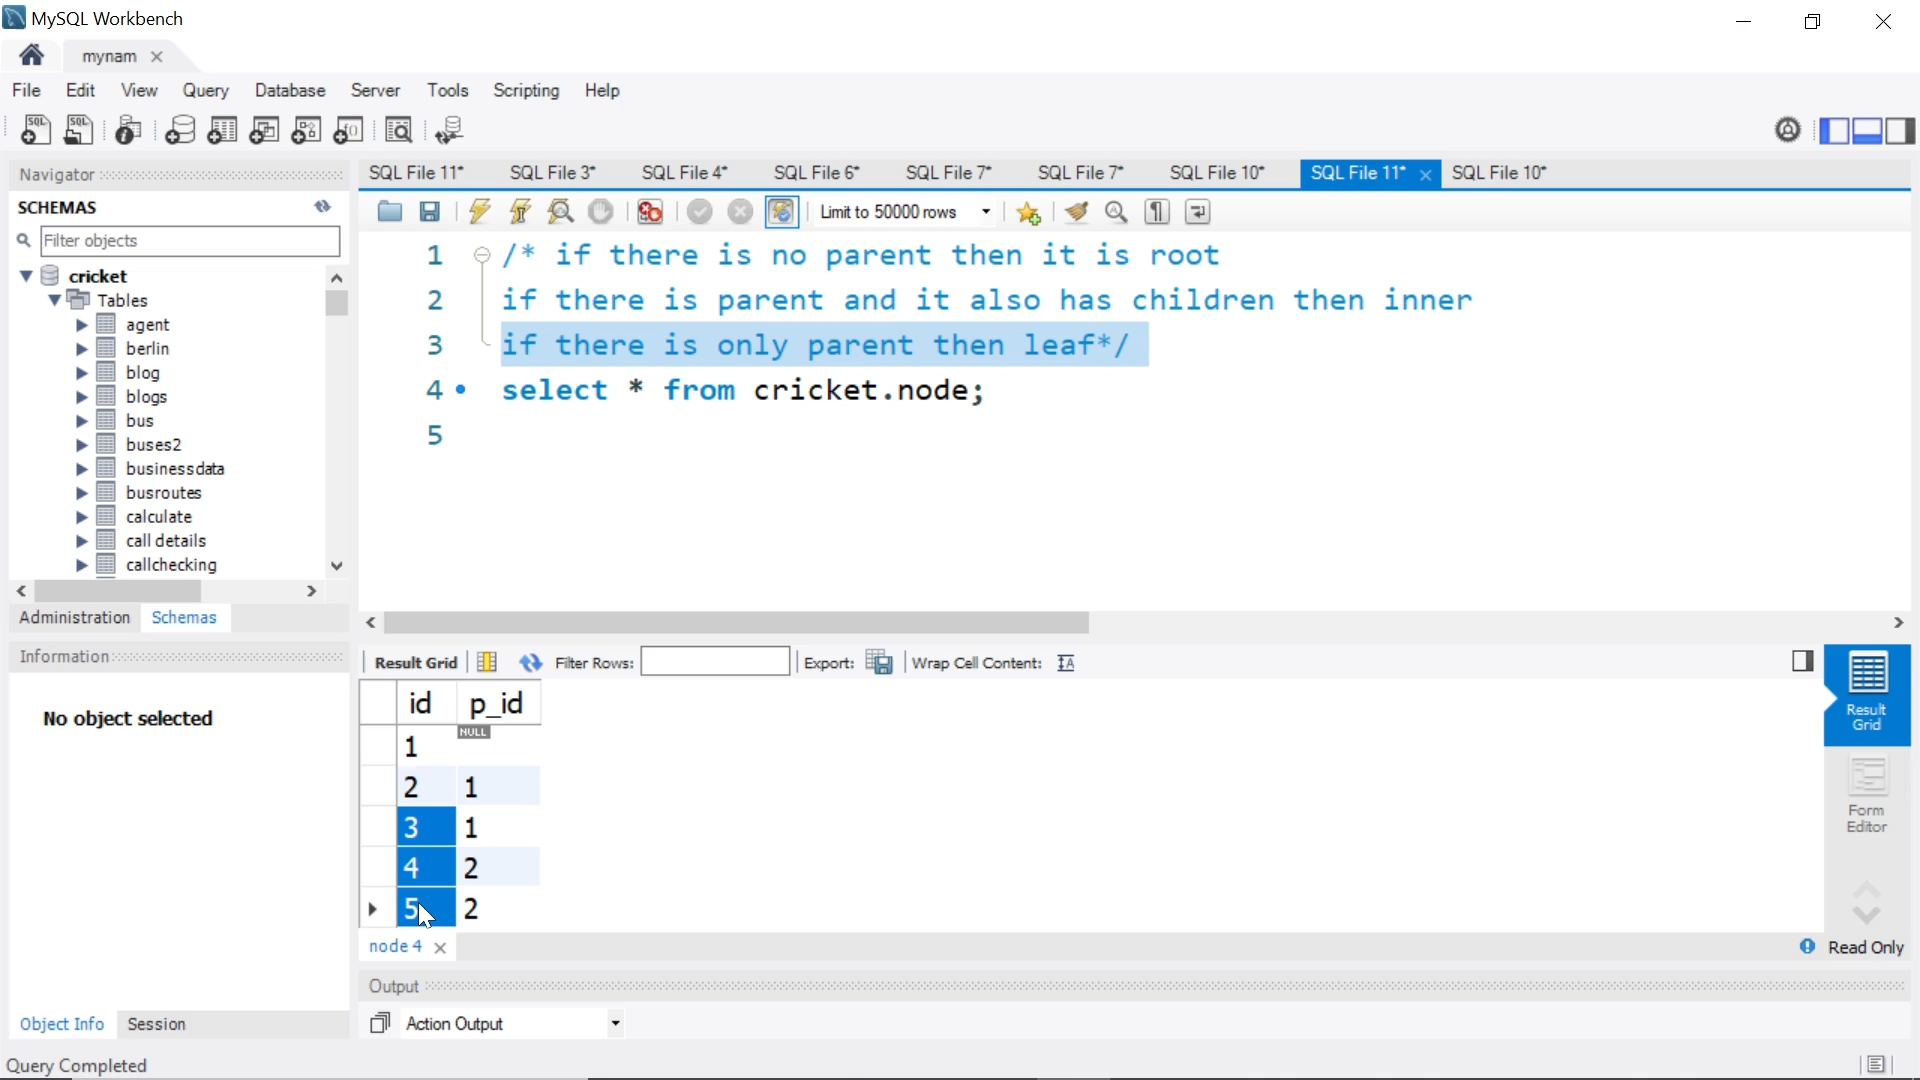 MySQL Workbench
mynam
File Edit View Query Database Server Tools Scripting Help
Navigator
SCHEMAS
Filter objects
cricket
Tables
agent
berlin
blog
blogs
bus
buses2
businessdata
busroutes
calculate
call details
callchecking
Administration Schemas
Information
No object selected
Object Info Session
SQL File 11* SQL File 3* SQL File 4* SQL File 6* SQL File 7* SQL File 7* SQL File 10* SQL File 11* SQL File 10*
Limit to 50000 rows
1 /* if there is no parent then it is root
2 if there is parent and it also has children then inner
3 if there is only parent then leaf*/
4 select * from cricket.node;
5
Result Grid Filter Rows: Export: Wrap Cell Content:
id p_id
1 NULL
2 1
3 1
4 2
5 2
Result Grid
Form Editor
node 4 Read Only
Output
Action Output
Query Completed